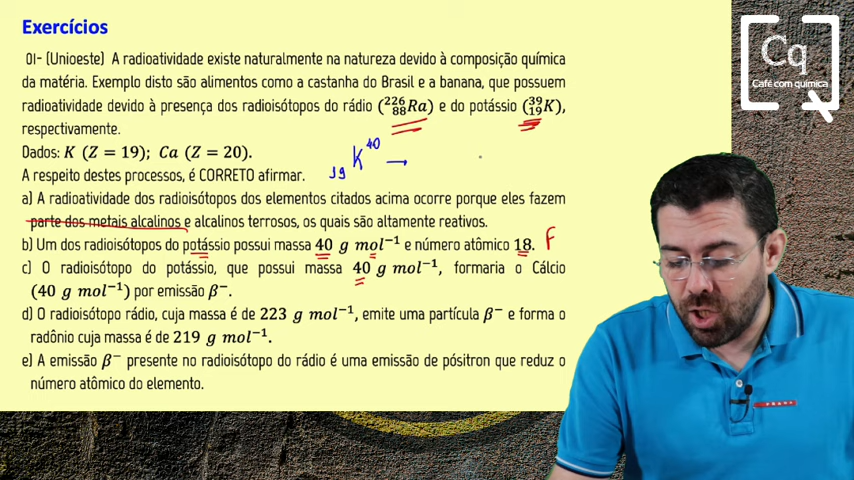 Exercícios
01- (Unioeste) A radioatividade existe naturalmente na natureza devido à composição química
da matéria. Exemplo disto são alimentos como a castanha do Brasil e a banana, que possuem
radioatividade devido à presença dos radioisótopos do rádio (²²⁶₈₈Ra) e do potássio (³⁹₁₉K),
respectivamente.
Dados: K (Z = 19); Ca (Z = 20).
₁₉K⁴⁰ →
A respeito destes processos, é CORRETO afirmar.
a) A radioatividade dos radioisótopos dos elementos citados acima ocorre porque eles fazem
parte dos metais alcalinos e alcalinos terrosos, os quais são altamente reativos.
b) Um dos radioisótopos do potássio possui massa 40 g mol⁻¹ e número atômico 18. F
c) O radioisótopo do potássio, que possui massa 40 g mol⁻¹, formaria o Cálcio
(40 g mol⁻¹) por emissão β⁻.
d) O radioisótopo rádio, cuja massa é de 223 g mol⁻¹, emite uma partícula β⁻ e forma o
radônio cuja massa é de 219 g mol⁻¹.
e) A emissão β⁻ presente no radioisótopo do rádio é uma emissão de pósitron que reduz o
número atômico do elemento.
Cq
Café com química